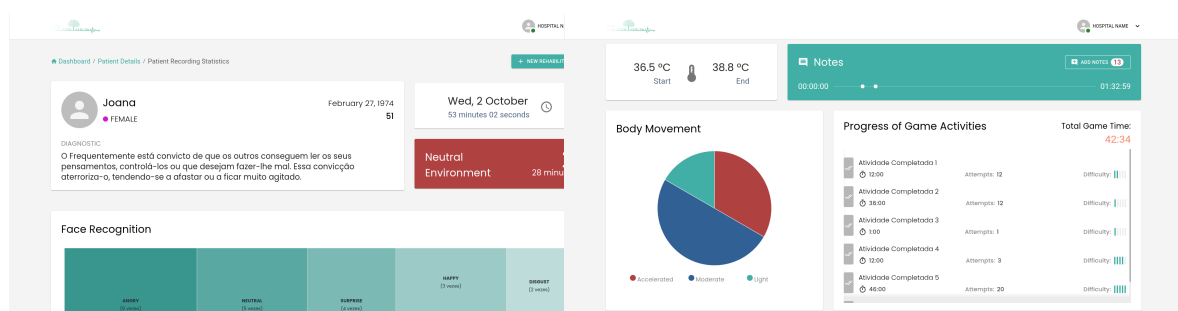 HOSPITAL N
Dashboard / Patient Details / Patient Recording Statistics
+ NEW REHABILIT
Joana
FEMALE
February 27, 1974
51
DIAGNOSTIC
O Frequentemente está convicto de que os outros conseguem ler os seus
pensamentos, controlá-los ou que desejam fazer-lhe mal. Essa convicção
aterroriza-o, tendendo-se a afastar ou a ficar muito agitado.
Wed, 2 October
53 minutes 02 seconds
Neutral
Environment
28 minu
Face Recognition
ANGRY
NEUTRAL
(5 vezes)
SURPRISE
(4 vezes)
HAPPY
(3 vezes)
DISGUST
(2 vezes)
HOSPITAL NAME
36.5 ºC
Start
38.8 ºC
End
Notes
ADD NOTES 13
00:00:00
01:32:59
Body Movement
Accelerated
Moderate
Light
Progress of Game Activities
Total Game Time:
42:34
Atividade Completada 1
12:00 Attempts: 12 Difficulty:
Atividade Completada 2
36:00 Attempts: 12 Difficulty:
Atividade Completada 3
1:00 Attempts: 1 Difficulty:
Atividade Completada 4
12:00 Attempts: 3 Difficulty:
Atividade Completada 5
46:00 Attempts: 20 Difficulty: